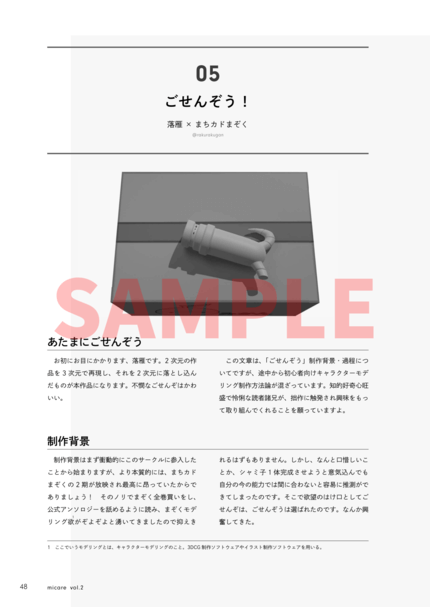 05
ごせんぞう！
落雁 × まちカドまぞく
@rakurakugan
SAMPLE
あたまにごせんぞう
お初にお目にかかります、落雁です。2 次元の作
品を 3 次元で再現し、それを 2 次元に落とし込ん
だものが本作品になります。不憫なごせんぞはかわ
いい。
この文章は、「ごせんぞう」制作背景・過程につ
いてですが、途中から初心者向けキャラクターモデ
リング制作方法論が混ざっています。知的好奇心旺
盛で怜悧な読者諸兄が、拙作に触発され興味をもっ
て取り組んでくれることを願っていますよ。
制作背景
制作背景はまず衝動的にこのサークルに参入した
ことから始まりますが、より本質的には、まちカド
まぞくの 2 期が放映され最高に昂っていたからで
ありましょう！　そのノリでまぞく全巻買いをし、
公式アンソロジーを舐めるように読み、まぞくモデ
リング欲がぞよぞよと湧いてきましたので抑えき
れるはずもありません。しかし、なんと口惜しいこ
とか、シャミ子 1 体完成させようと意気込んでも
自分の今の能力では間に合わないと容易に推測がで
きてしまったのです。そこで欲望のはけ口としてご
せんぞは、ごせんぞうは選ばれたのです。なんか興
奮してきた。
1　ここでいうモデリングとは、キャラクターモデリングのこと。3DCG 制作ソフトウェアやイラスト制作ソフトウェアを用いる。
48　micare vol.2